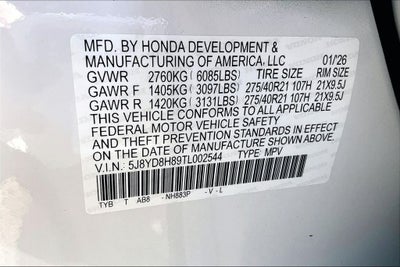 MFD. BY HONDA DEVELOPMENT &
MANUFACTURING OF AMERICA, LLC 01/26
GVWR 2760KG (6085LBS) TIRE SIZE RIM SIZE
GAWR F 1405KG (3097LBS) 275/40R21 107H 21X9.5J
GAWR R 1420KG (3131LBS) 275/40R21 107H 21X9.5J
THIS VEHICLE CONFORMS TO ALL APPLICABLE
FEDERAL MOTOR VEHICLE SAFETY
AND THEFT PREVENTION STANDARDS IN EFFECT
ON THE DATE OF MANUFACTURE SHOWN ABOVE.
V.I.N.: 5J8YD8H89TL002544 TYPE: MPV
TYB T AB8 -NH883P -V-L